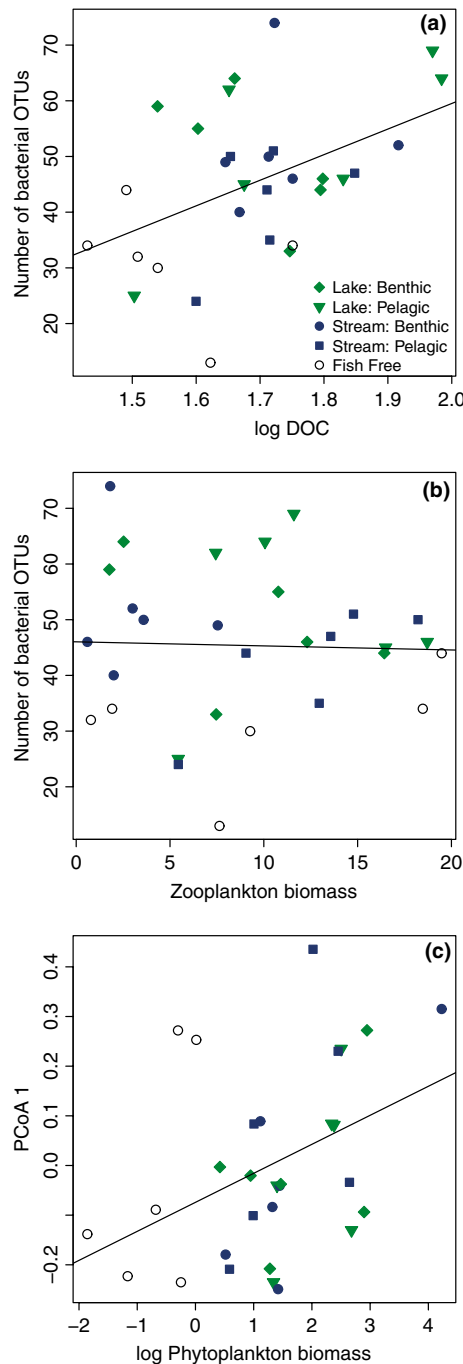 (a)
Number of bacterial OTUs
70
60
50
40
30
20
Lake: Benthic
Lake: Pelagic
Stream: Benthic
Stream: Pelagic
Fish Free
1.5 1.6 1.7 1.8 1.9 2.0
log DOC
(b)
Number of bacterial OTUs
70
60
50
40
30
20
0 5 10 15 20
Zooplankton biomass
(c)
PCoA 1
0.4
0.3
0.2
0.1
0.0
−0.2
−2 −1 0 1 2 3 4
log Phytoplankton biomass